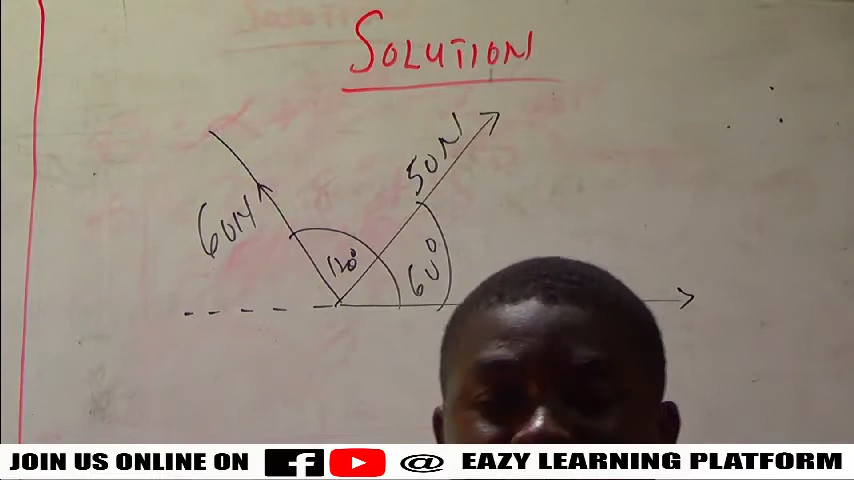 SOLUTION
50N
60N
120°
60°
JOIN US ONLINE ON f @ EAZY LEARNING PLATFORM